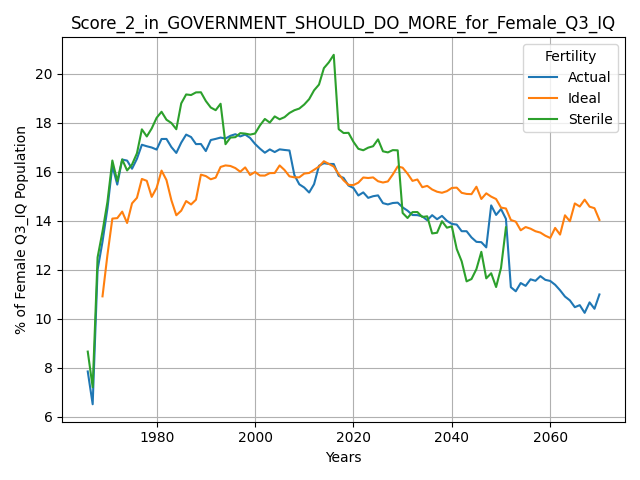 Score_2_in_GOVERNMENT_SHOULD_DO_MORE_for_Female_Q3_IQ
Fertility
Actual
Ideal
Sterile
% of Female Q3_IQ Population
20
18
16
14
12
10
8
6
1980
2000
2020
2040
2060
Years